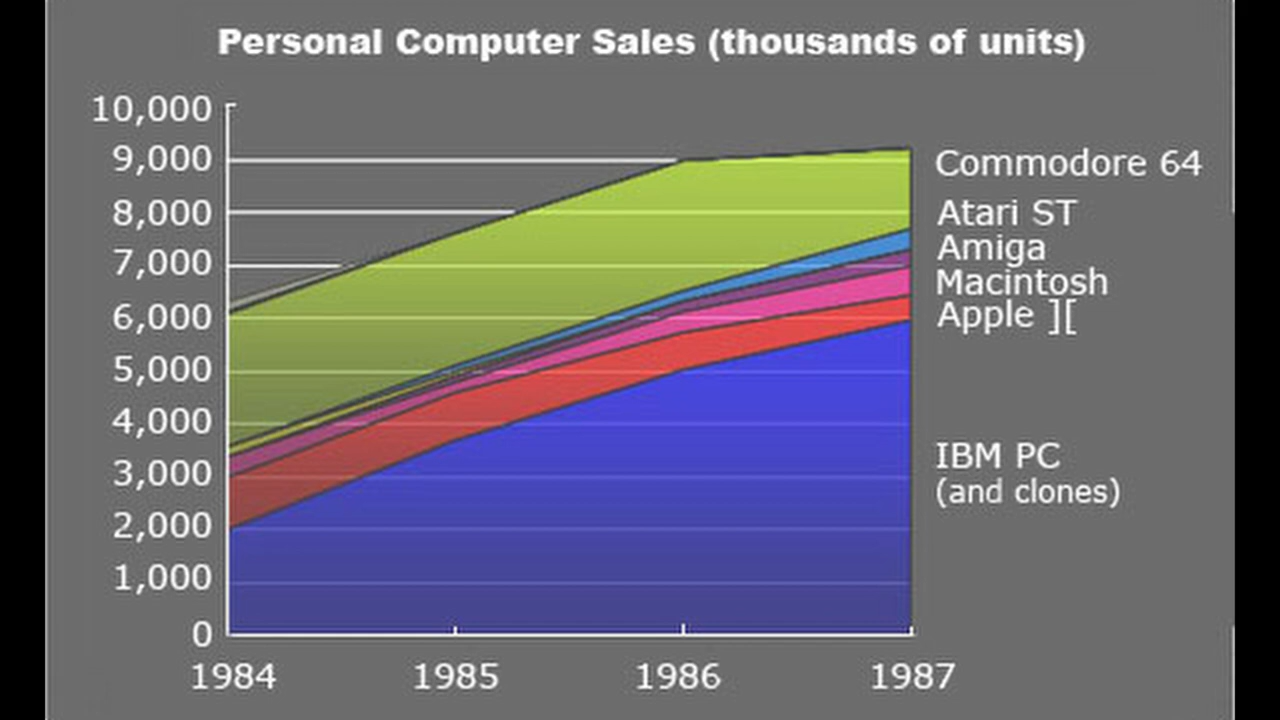 Personal Computer Sales (thousands of units)
10,000
9,000
8,000
7,000
6,000
5,000
4,000
3,000
2,000
1,000
0
Commodore 64
Atari ST
Amiga
Macintosh
Apple ][
IBM PC
(and clones)
1984 1985 1986 1987